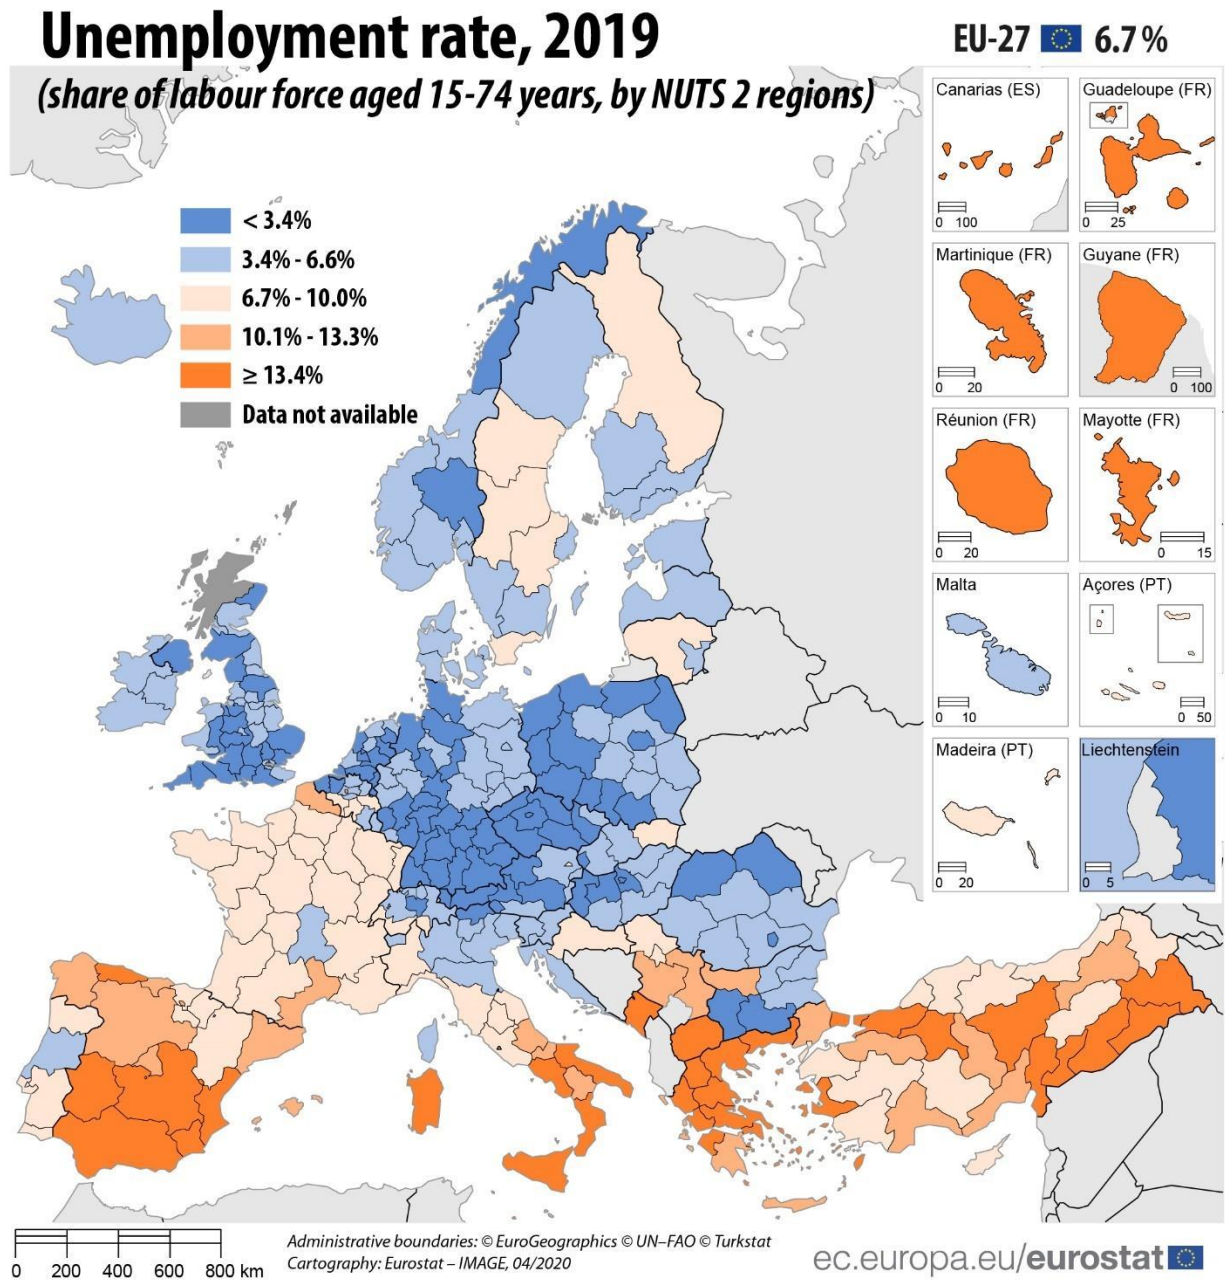 Unemployment rate, 2019
(share of labour force aged 15-74 years, by NUTS 2 regions)
EU-27 6.7 %
< 3.4%
3.4% - 6.6%
6.7% - 10.0%
10.1% - 13.3%
≥ 13.4%
Data not available
Canarias (ES)
0 100
Guadeloupe (FR)
0 25
Martinique (FR)
0 20
Guyane (FR)
0 100
Réunion (FR)
0 20
Mayotte (FR)
0 15
Malta
0 10
Açores (PT)
0 50
Madeira (PT)
0 20
Liechtenstein
0 5
0 200 400 600 800 km
Administrative boundaries: © EuroGeographics © UN–FAO © Turkstat
Cartography: Eurostat – IMAGE, 04/2020
ec.europa.eu/eurostat